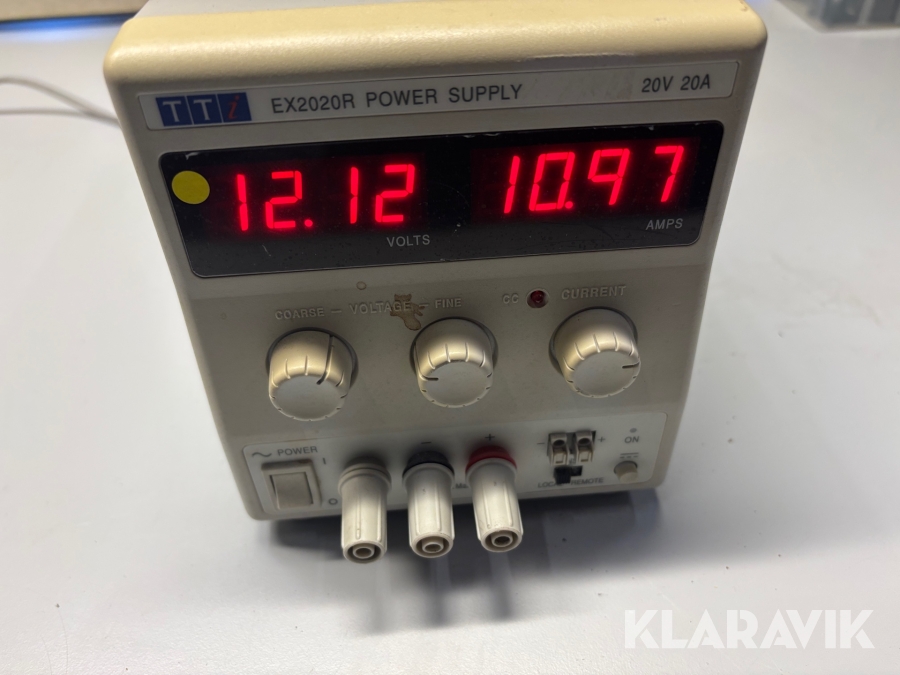 TTi EX2020R POWER SUPPLY 20V 20A
12.12 10.97
VOLTS AMPS
COARSE – VOLTAGE – FINE CC CURRENT
– + – + ON
POWER I
O LOCAL REMOTE
KLARAVIK